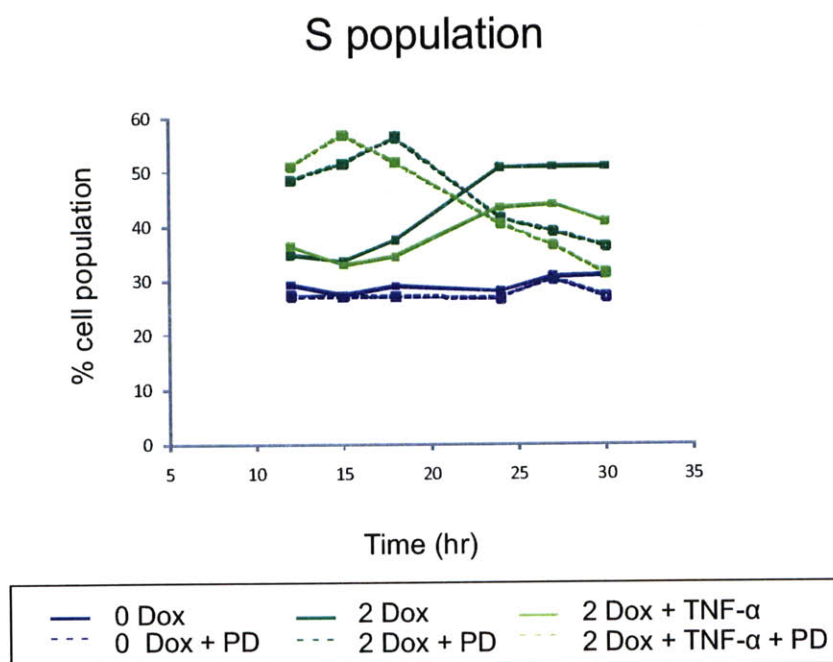 S population
60
50
40
30
20
10
0
% cell population
5 10 15 20 25 30 35
Time (hr)
0 Dox 2 Dox 2 Dox + TNF-α
0 Dox + PD 2 Dox + PD 2 Dox + TNF-α + PD